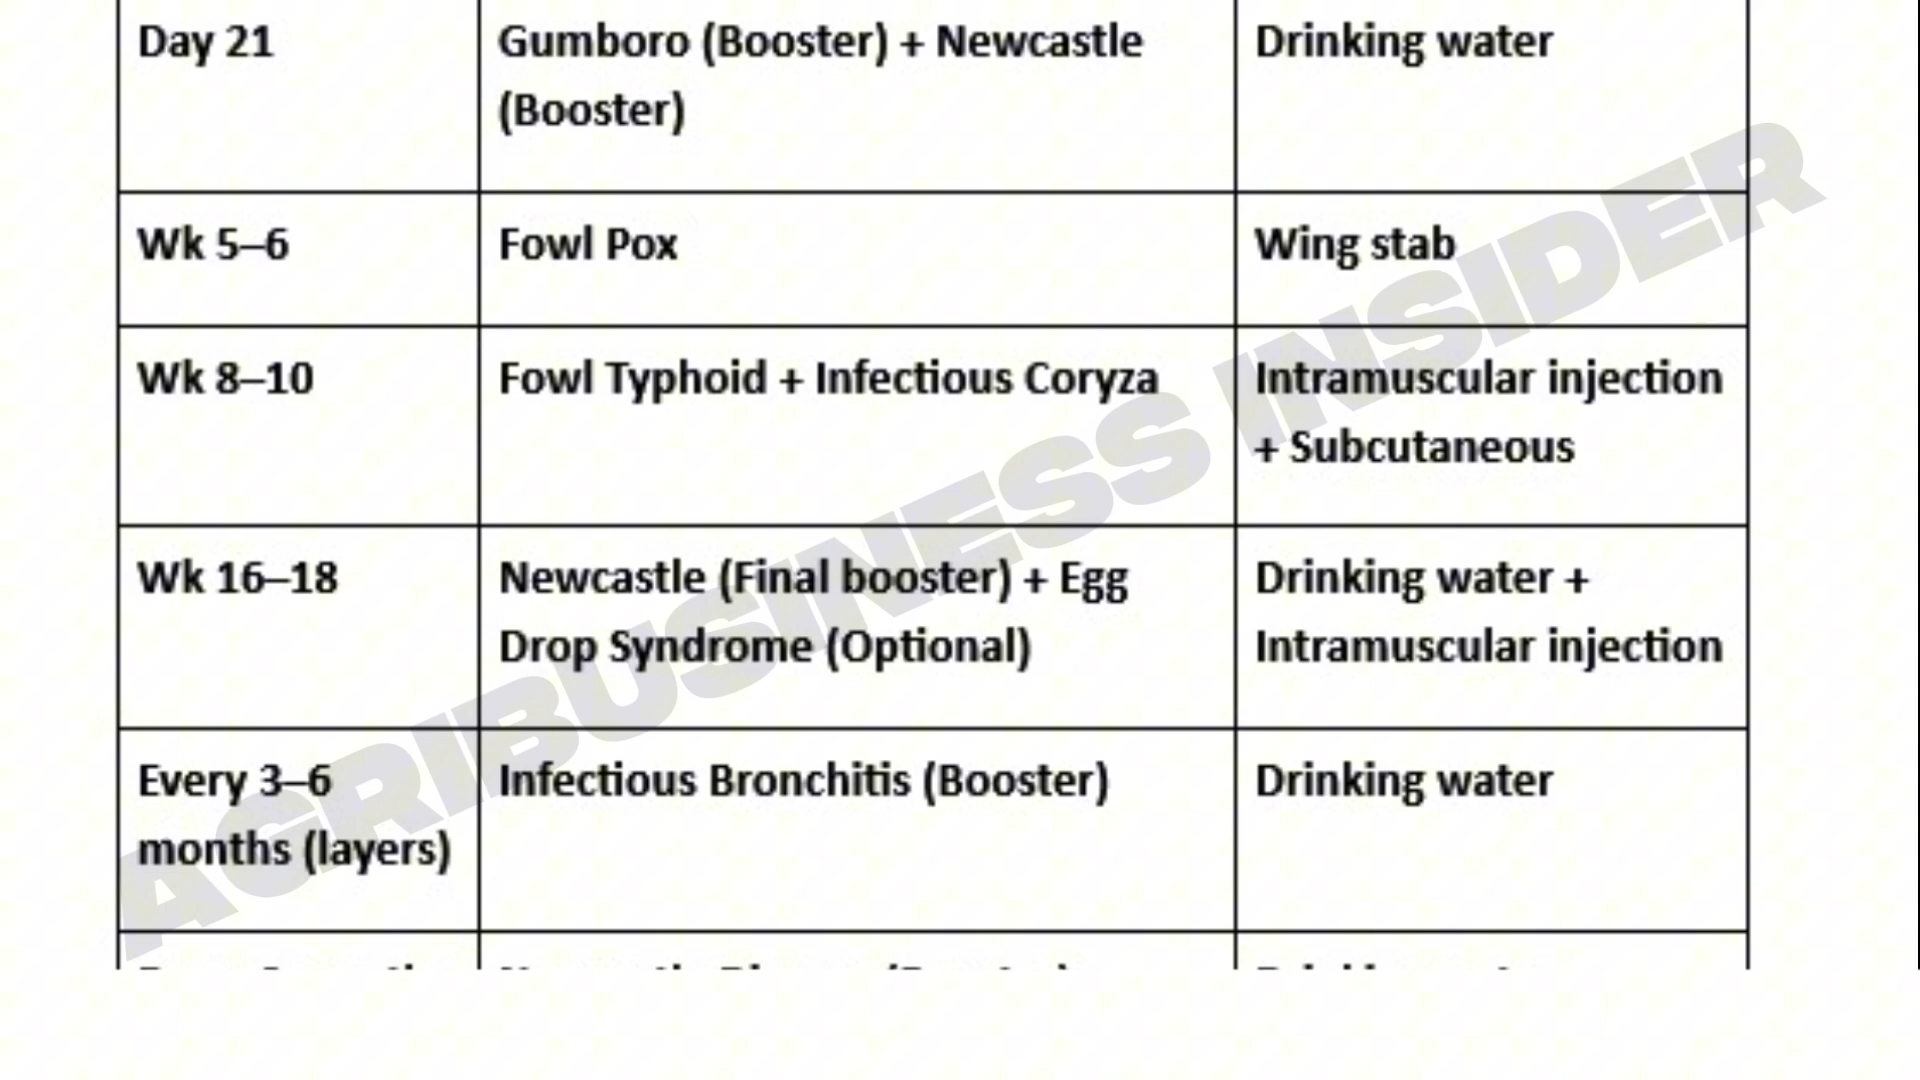 Day 21
Gumboro (Booster) + Newcastle
(Booster)
Drinking water
Wk 5–6
Fowl Pox
Wing stab
Wk 8–10
Fowl Typhoid + Infectious Coryza
Intramuscular injection
+ Subcutaneous
Wk 16–18
Newcastle (Final booster) + Egg
Drop Syndrome (Optional)
Drinking water +
Intramuscular injection
Every 3–6
months (layers)
Infectious Bronchitis (Booster)
Drinking water
AGRIBUSINESS INSIDER